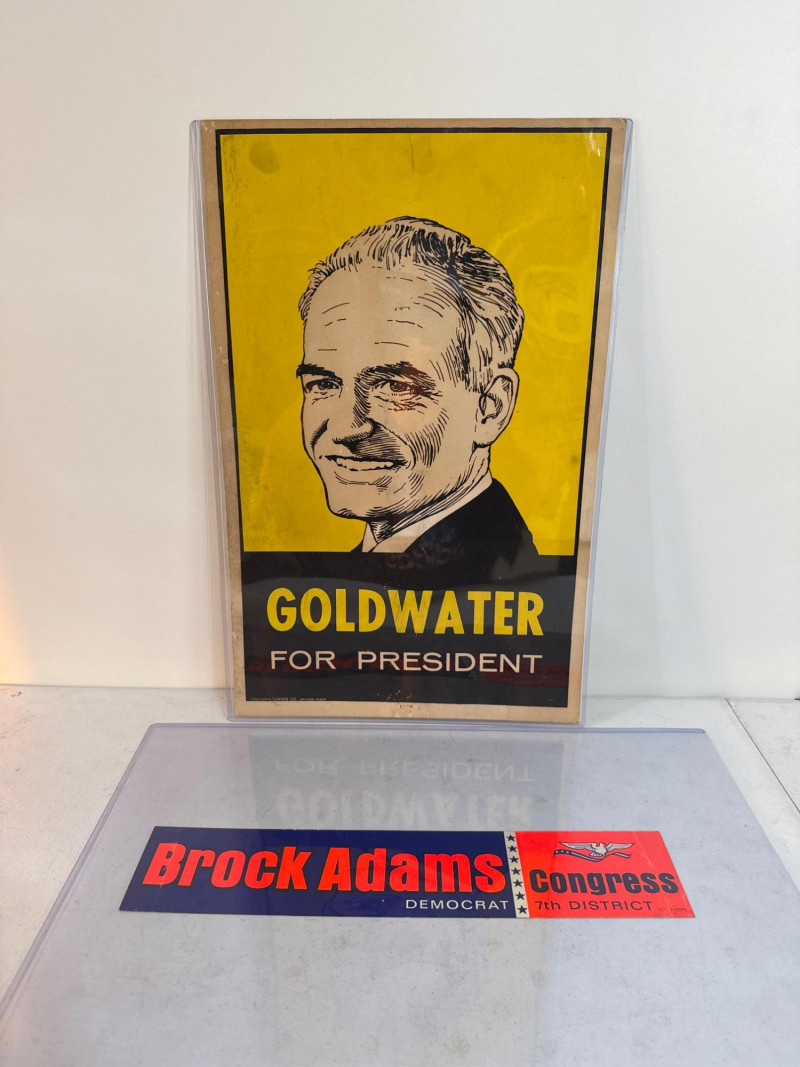 GOLDWATER
FOR PRESIDENT
Brock Adams
DEMOCRAT
Congress
7th DISTRICT